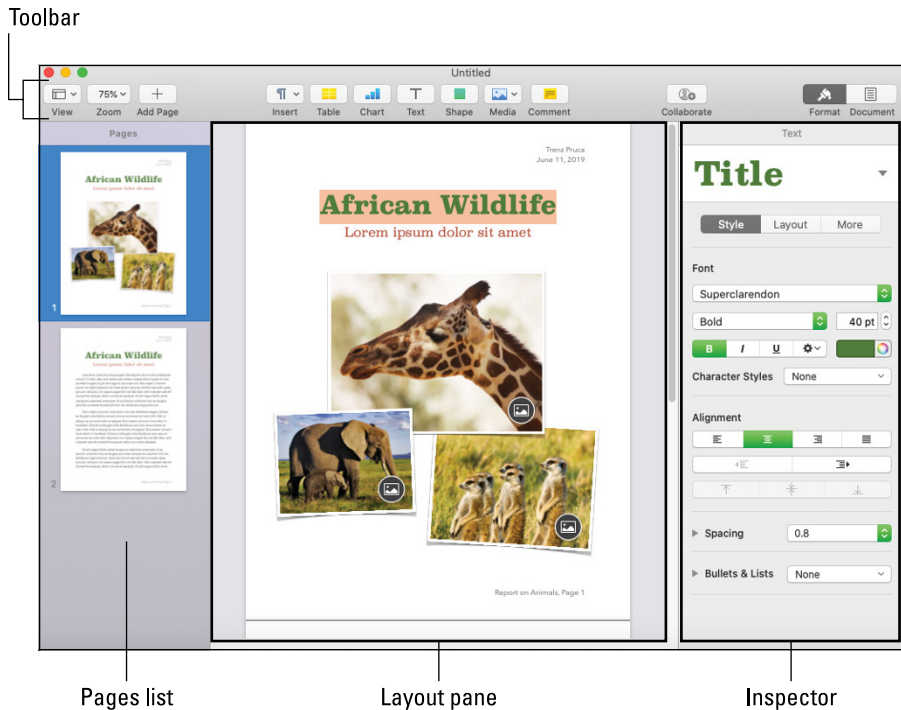 Toolbar
Untitled
75%
View Zoom Add Page Insert Table Chart Text Shape Media Comment Collaborate Format Document
Pages
African Wildlife
Lorem ipsum dolor sit amet
1
African Wildlife
2
Trenz Pruca
June 11, 2019
African Wildlife
Lorem ipsum dolor sit amet
Report on Animals, Page 1
Text
Title
Style Layout More
Font
Superclarendon
Bold 40 pt
B I U
Character Styles None
Alignment
Spacing 0.8
Bullets & Lists None
Pages list Layout pane Inspector